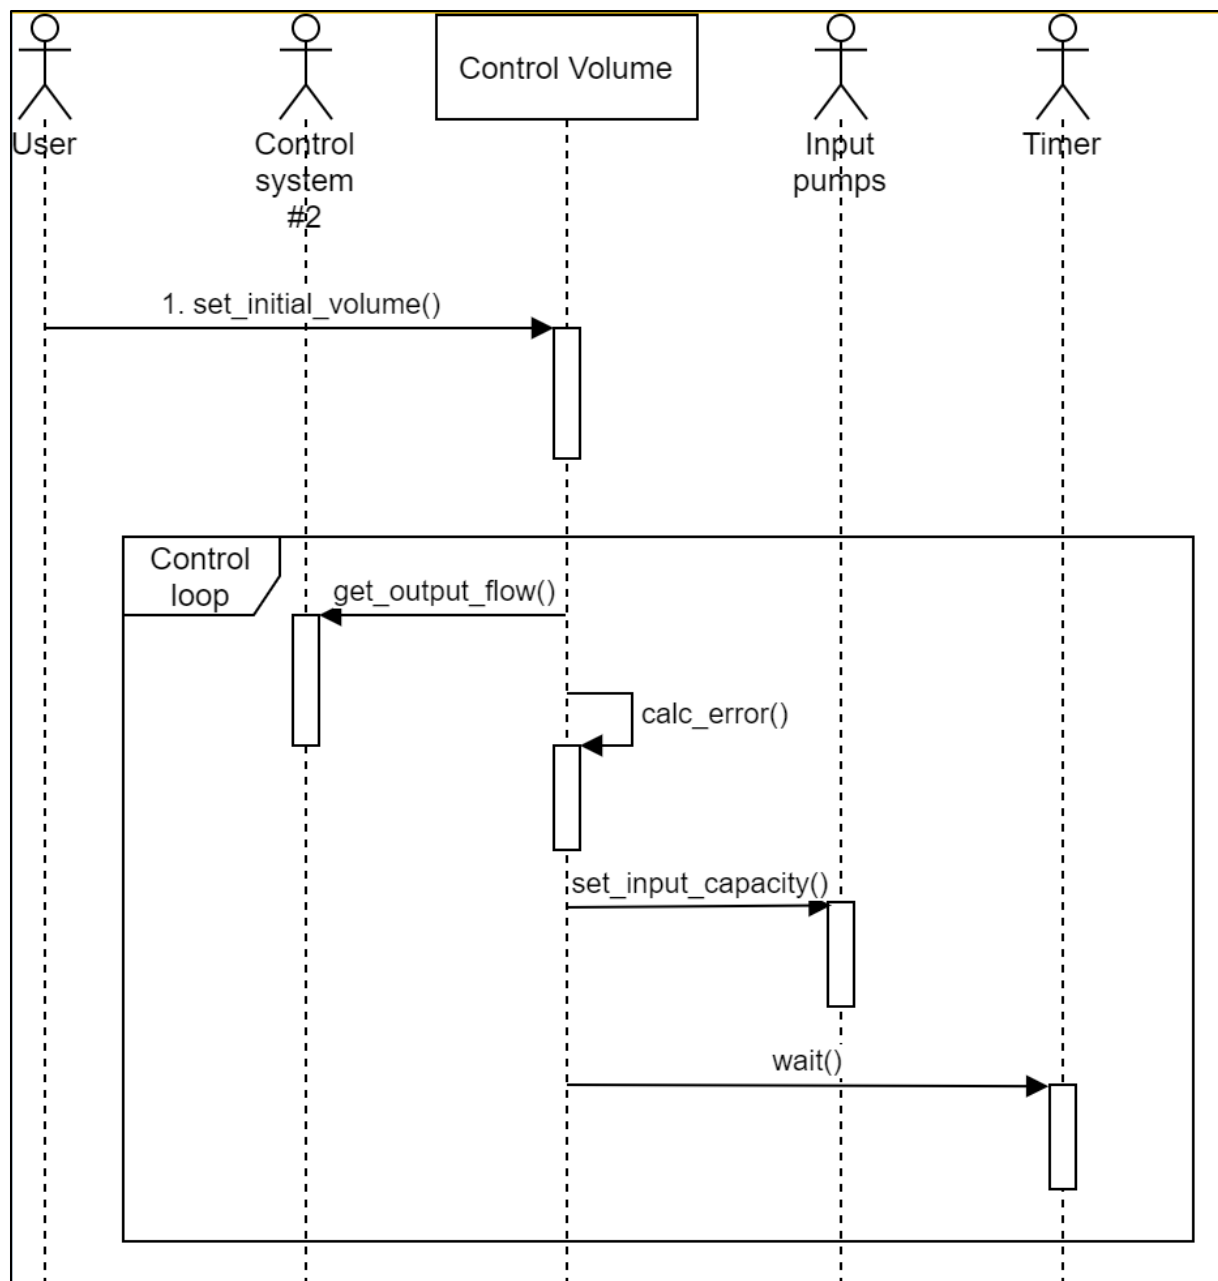 Control Volume
User
Control
system
#2
Input
pumps
Timer
1. set_initial_volume()
Control
loop
get_output_flow()
calc_error()
set_input_capacity()
wait()